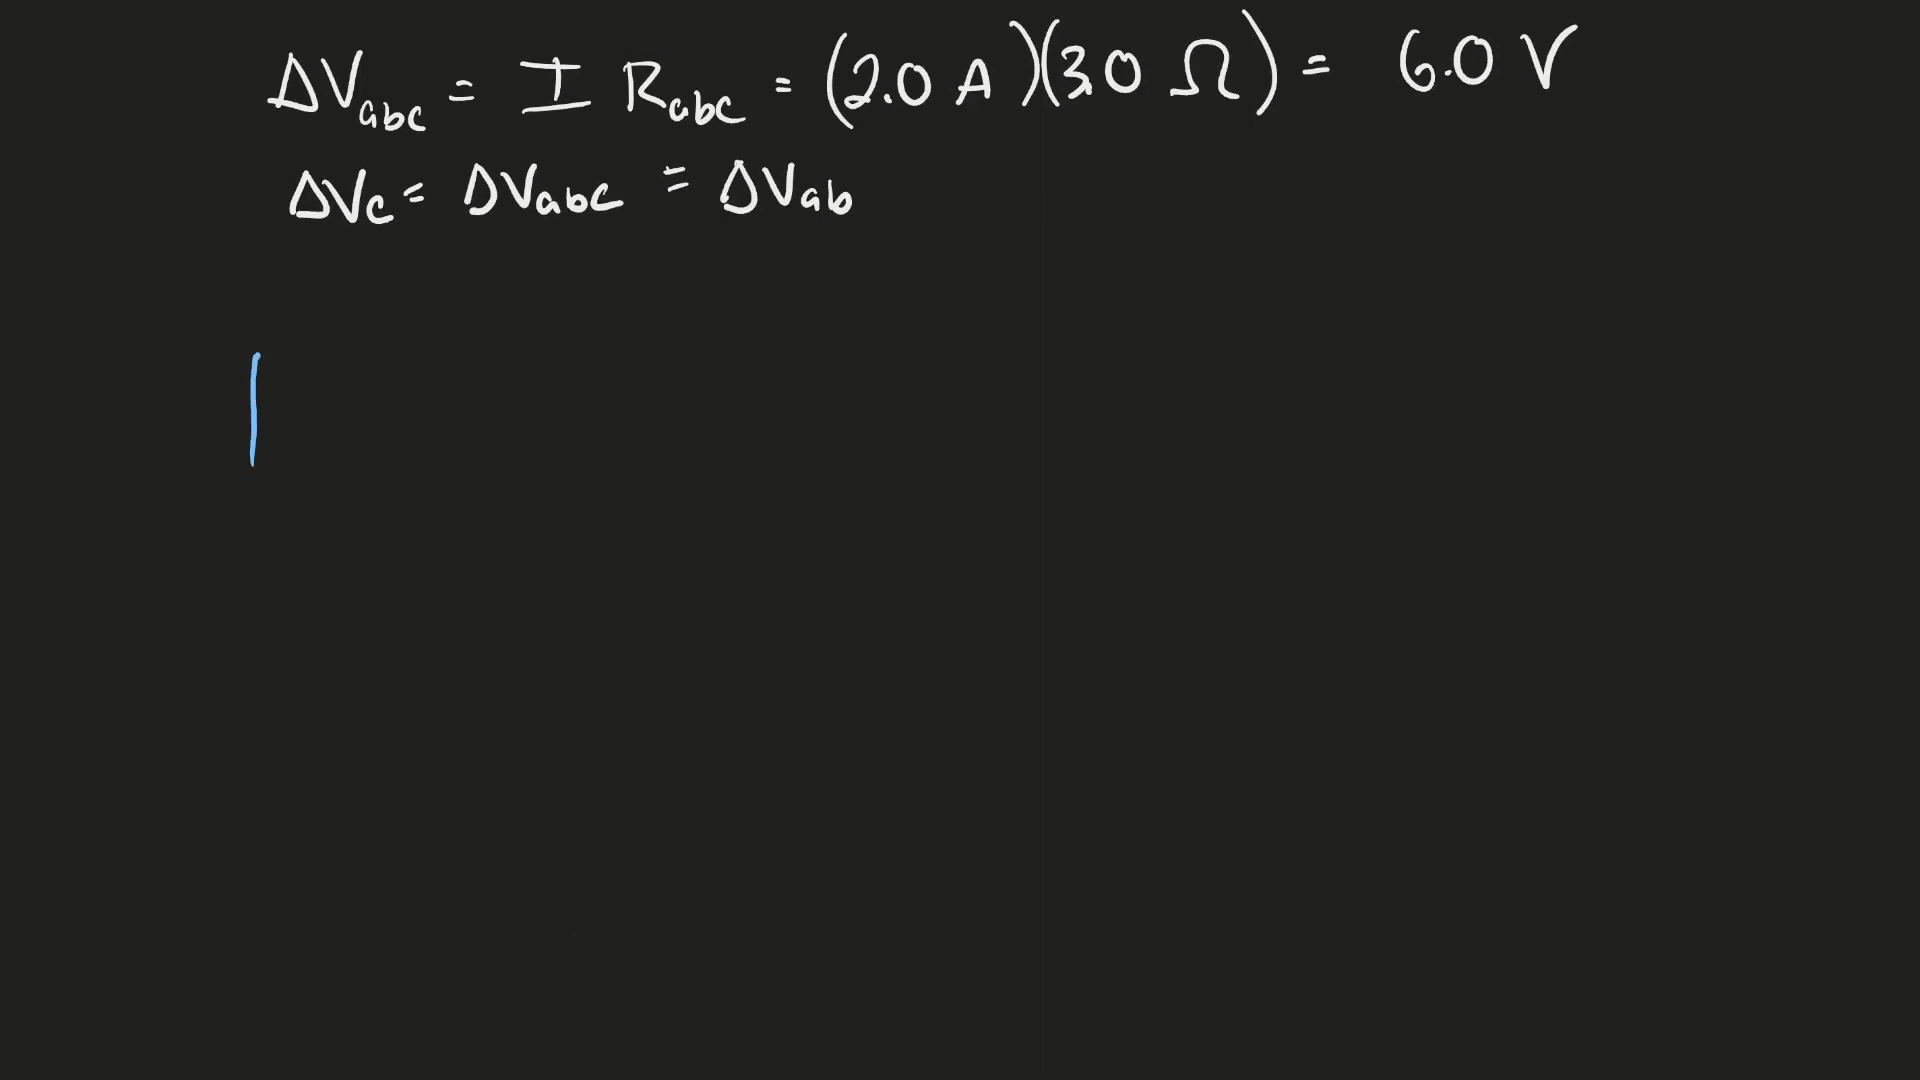 ΔVabc = I Rabc = (2.0 A)(3.0 Ω) = 6.0 V
ΔVc = ΔVabc = ΔVab